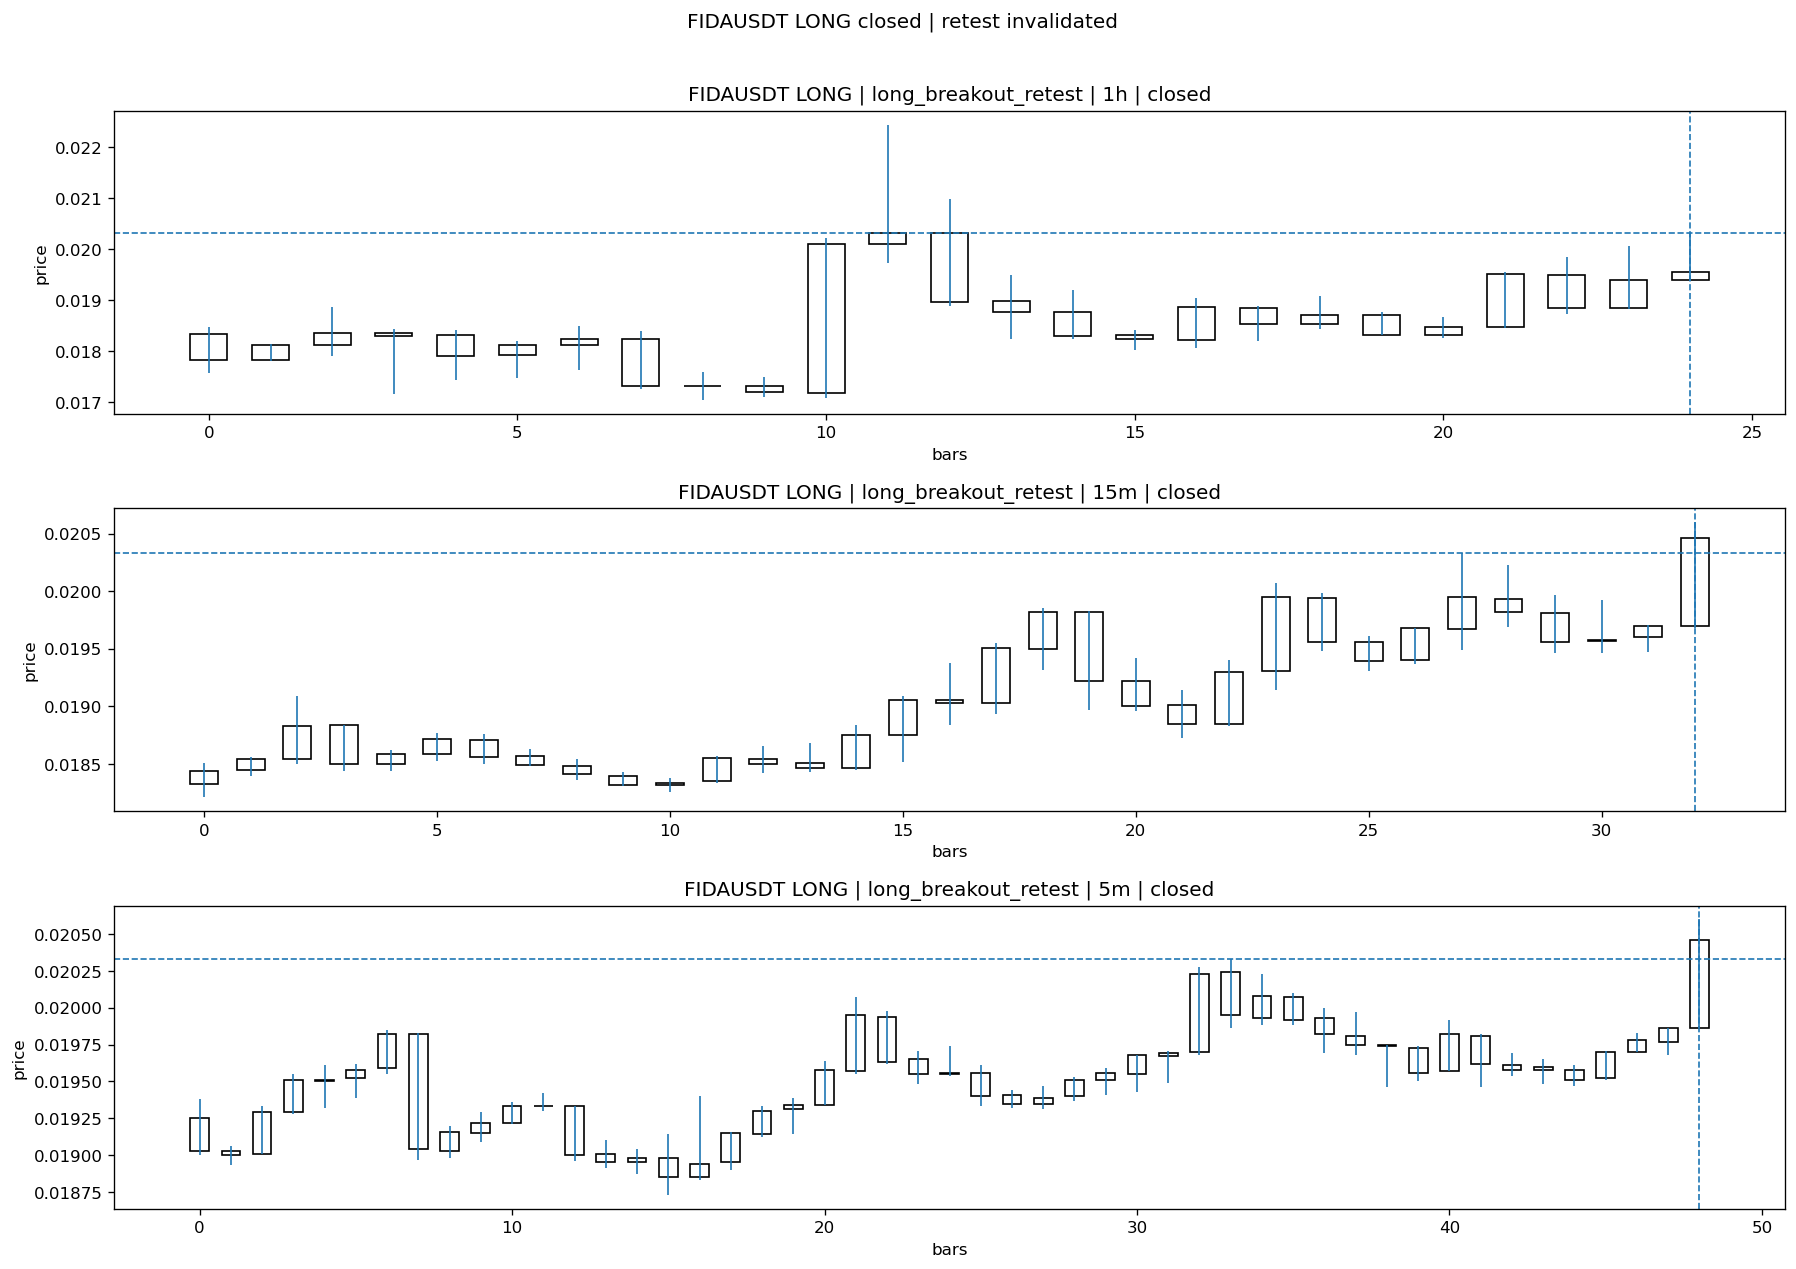 FIDAUSDT LONG closed | retest invalidated
FIDAUSDT LONG | long_breakout_retest | 1h | closed
price
0.022
0.021
0.020
0.019
0.018
0.017
0 5 10 15 20 25
bars
FIDAUSDT LONG | long_breakout_retest | 15m | closed
price
0.0205
0.0200
0.0195
0.0190
0.0185
0 5 10 15 20 25 30
bars
FIDAUSDT LONG | long_breakout_retest | 5m | closed
price
0.02050
0.02025
0.02000
0.01975
0.01950
0.01925
0.01900
0.01875
0 10 20 30 40 50
bars